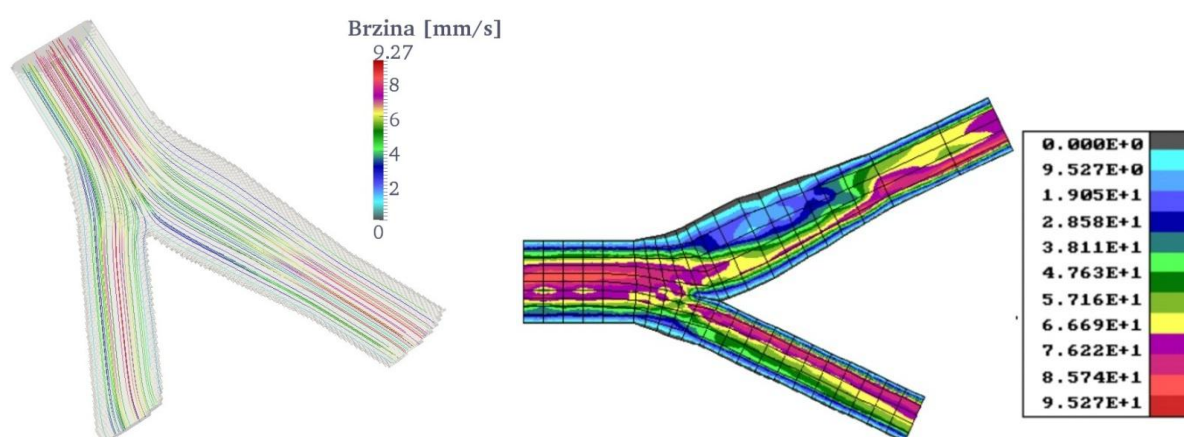 Brzina [mm/s]
9.27
8
6
4
2
0
0.000E+0
9.527E+0
1.905E+1
2.858E+1
3.811E+1
4.763E+1
5.716E+1
6.669E+1
7.622E+1
8.574E+1
9.527E+1